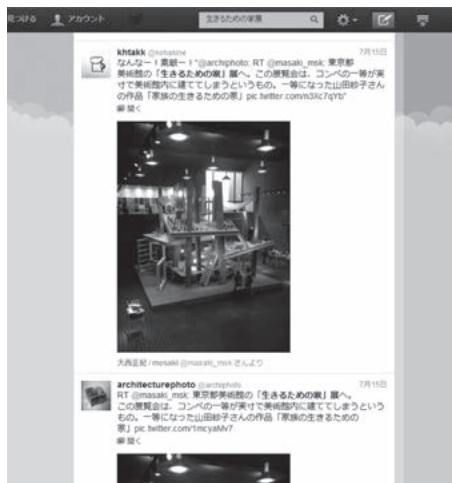 見つける アカウント 生きるための家展
khtakk @kohakine 7月15日
なんなー！素敵ー！"@archiphoto: RT @masaki_msk: 東京都
美術館の「生きるための家」展へ。この展覧会は、コンペの一等が実
寸で美術館内に建ててしまうというもの。一等になった山田紗子さん
の作品「家族の生きるための家」pic.twitter.com/m3Xc7qYb"
開く
大西正紀 / mosaki @masaki_msk さんより
architecturephoto @archiphoto 7月15日
RT @masaki_msk: 東京都美術館の「生きるための家」展へ。
この展覧会は、コンペの一等が実寸で美術館内に建ててしまうという
もの。一等になった山田紗子さんの作品「家族の生きるための
家」pic.twitter.com/1mcyaMv7
開く